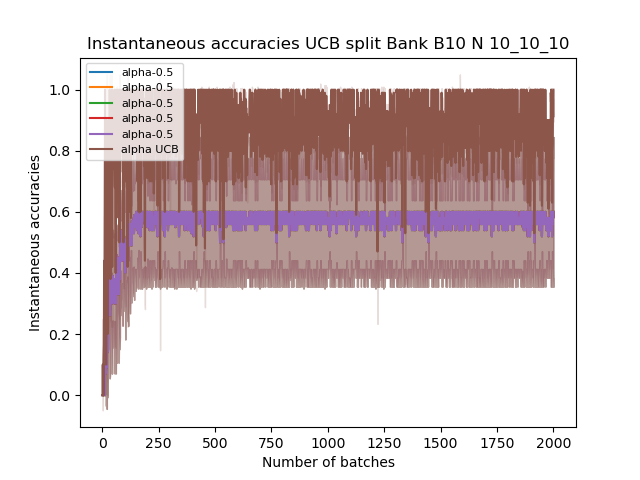 Instantaneous accuracies UCB split Bank B10 N 10_10_10
alpha-0.5
alpha-0.5
alpha-0.5
alpha-0.5
alpha-0.5
alpha UCB
1.0
0.8
0.6
0.4
0.2
0.0
Instantaneous accuracies
0 250 500 750 1000 1250 1500 1750 2000
Number of batches